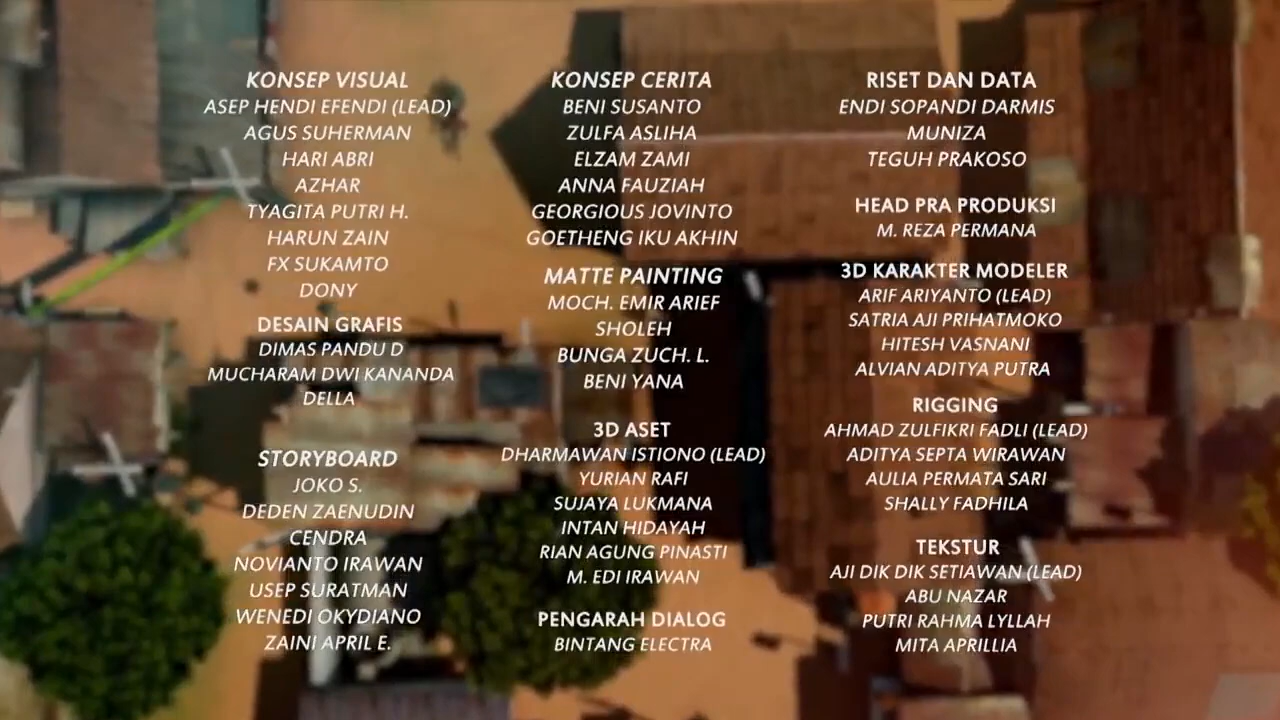 KONSEP VISUAL
ASEP HENDI EFENDI (LEAD)
AGUS SUHERMAN
HARI ABRI
AZHAR
TYAGITA PUTRI H.
HARUN ZAIN
FX SUKAMTO
DONY
DESAIN GRAFIS
DIMAS PANDU D
MUCHARAM DWI KANANDA
DELLA
STORYBOARD
JOKO S.
DEDEN ZAENUDIN
CENDRA
NOVIANTO IRAWAN
USEP SURATMAN
WENEDI OKYDIANO
ZAINI APRIL E.
KONSEP CERITA
BENI SUSANTO
ZULFA ASLIHA
ELZAM ZAMI
ANNA FAUZIAH
GEORGIOUS JOVINTO
GOETHENG IKU AKHIN
MATTE PAINTING
MOCH. EMIR ARIEF
SHOLEH
BUNGA ZUCH. L.
BENI YANA
3D ASET
DHARMAWAN ISTIONO (LEAD)
YURIAN RAFI
SUJAYA LUKMANA
INTAN HIDAYAH
RIAN AGUNG PINASTI
M. EDI IRAWAN
PENGARAH DIALOG
BINTANG ELECTRA
RISET DAN DATA
ENDI SOPANDI DARMIS
MUNIZA
TEGUH PRAKOSO
HEAD PRA PRODUKSI
M. REZA PERMANA
3D KARAKTER MODELER
ARIF ARIYANTO (LEAD)
SATRIA AJI PRIHATMOKO
HITESH VASNANI
ALVIAN ADITYA PUTRA
RIGGING
AHMAD ZULFIKRI FADLI (LEAD)
ADITYA SEPTA WIRAWAN
AULIA PERMATA SARI
SHALLY FADHILA
TEKSTUR
AJI DIK DIK SETIAWAN (LEAD)
ABU NAZAR
PUTRI RAHMA LYLLAH
MITA APRILLIA